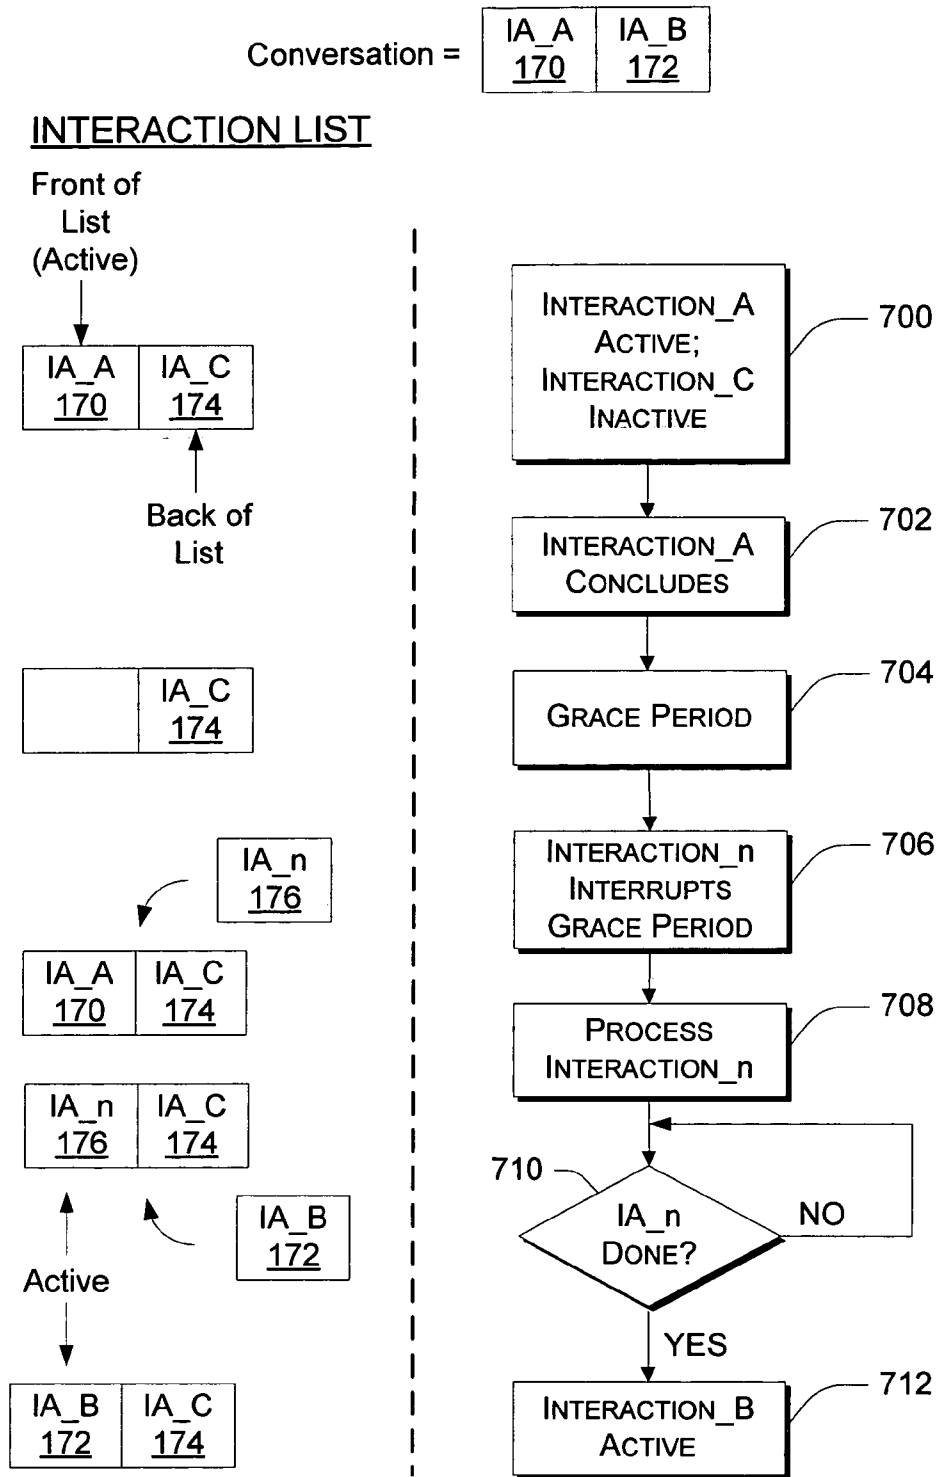 Conversation =
IA_A
170
IA_B
172
INTERACTION LIST
Front of
List
(Active)
IA_A
170
IA_C
174
Back of
List
IA_C
174
IA_n
176
IA_A
170
IA_C
174
IA_n
176
IA_C
174
IA_B
172
Active
IA_B
172
IA_C
174
INTERACTION_A
ACTIVE;
INTERACTION_C
INACTIVE
700
INTERACTION_A
CONCLUDES
702
GRACE PERIOD
704
INTERACTION_n
INTERRUPTS
GRACE PERIOD
706
PROCESS
INTERACTION_n
708
710
IA_n
DONE?
NO
YES
INTERACTION_B
ACTIVE
712